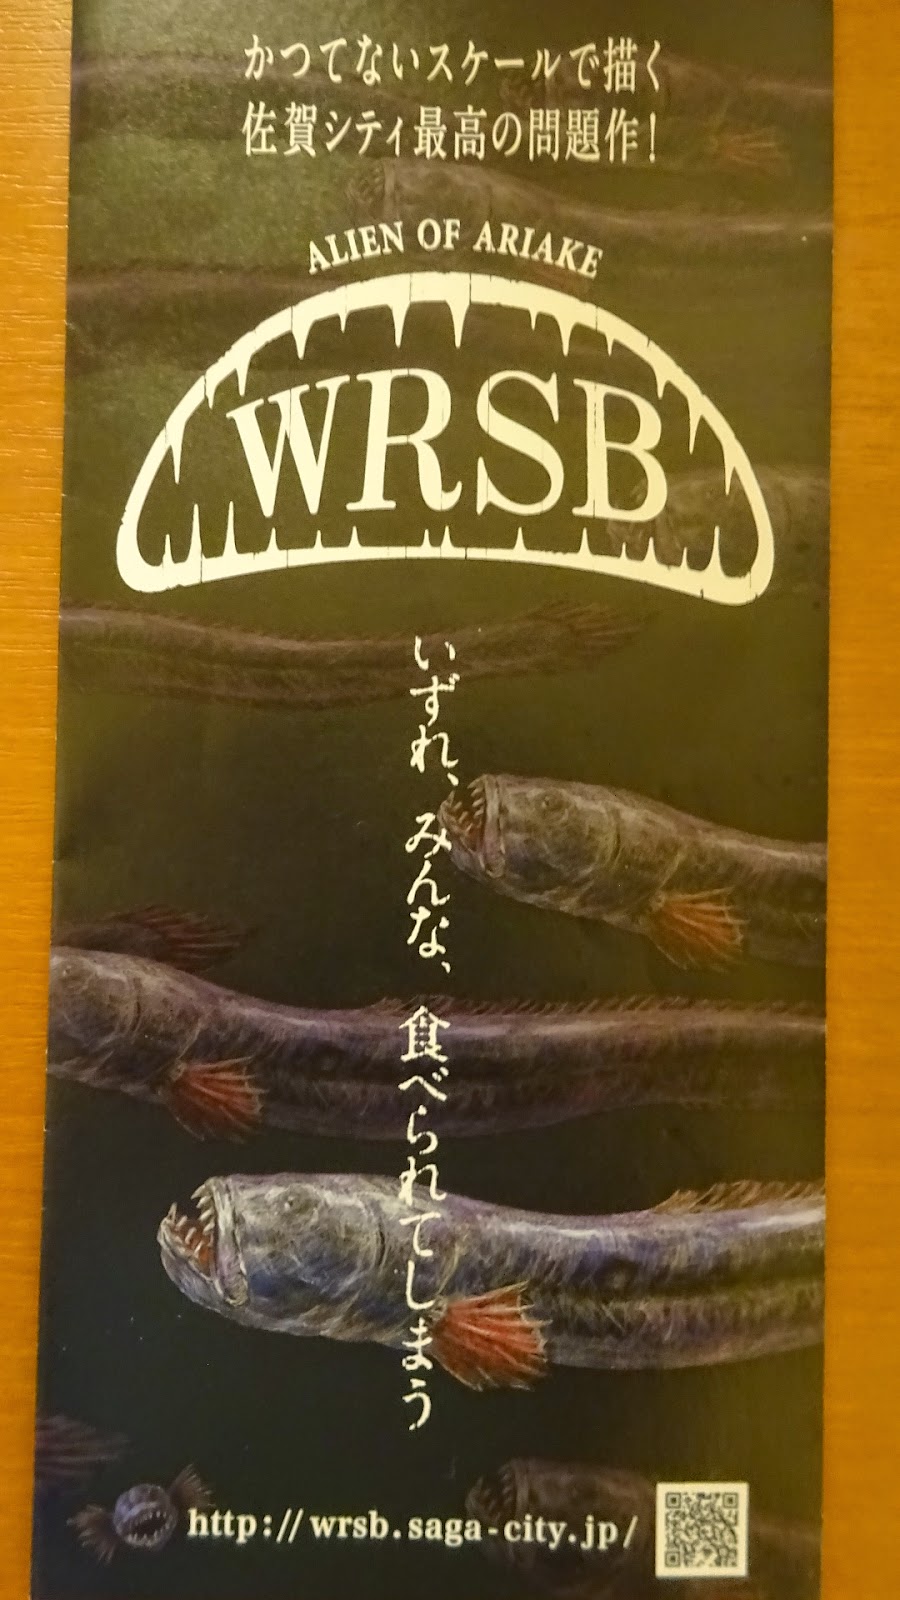 かつてないスケールで描く
佐賀シティ最高の問題作!
ALIEN OF ARIAKE
WRSB
いずれ、みんな、食べられてしまう
http://wrsb.saga-city.jp/